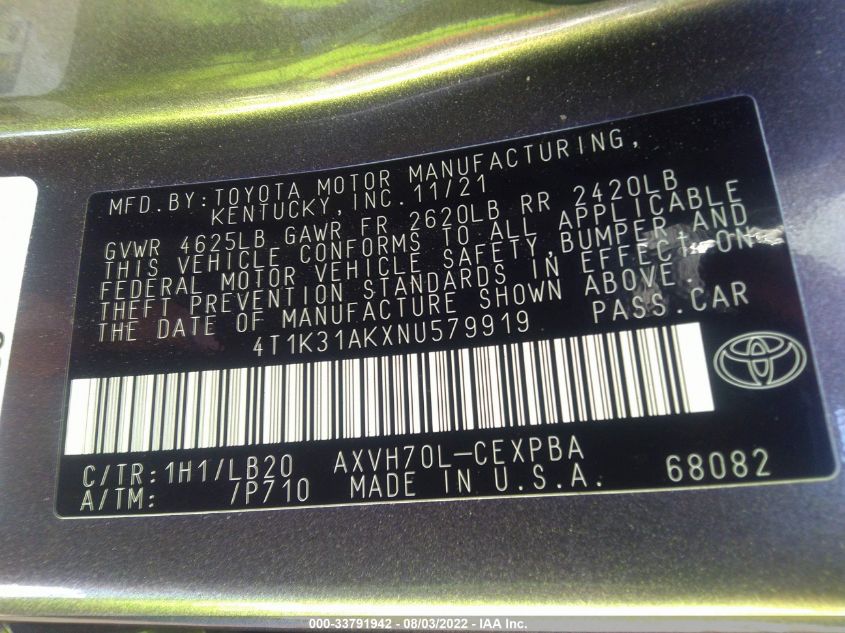 MFD.BY:TOYOTA MOTOR MANUFACTURING,
KENTUCKY,INC.11/21
GVWR 4625LB GAWR FR 2620LB RR 2420LB
THIS VEHICLE CONFORMS TO ALL APPLICABLE
FEDERAL MOTOR VEHICLE SAFETY,BUMPER AND
THEFT PREVENTION STANDARDS IN EFFECT ON
THE DATE OF MANUFACTURE SHOWN ABOVE.
4T1K31AKXNU579919 PASS.CAR
C/TR:1H1/LB20 AXVH70L-CEXPBA 68082
A/TM: /P710 MADE IN U.S.A.
000-33791942 - 08/03/2022 - IAA Inc.